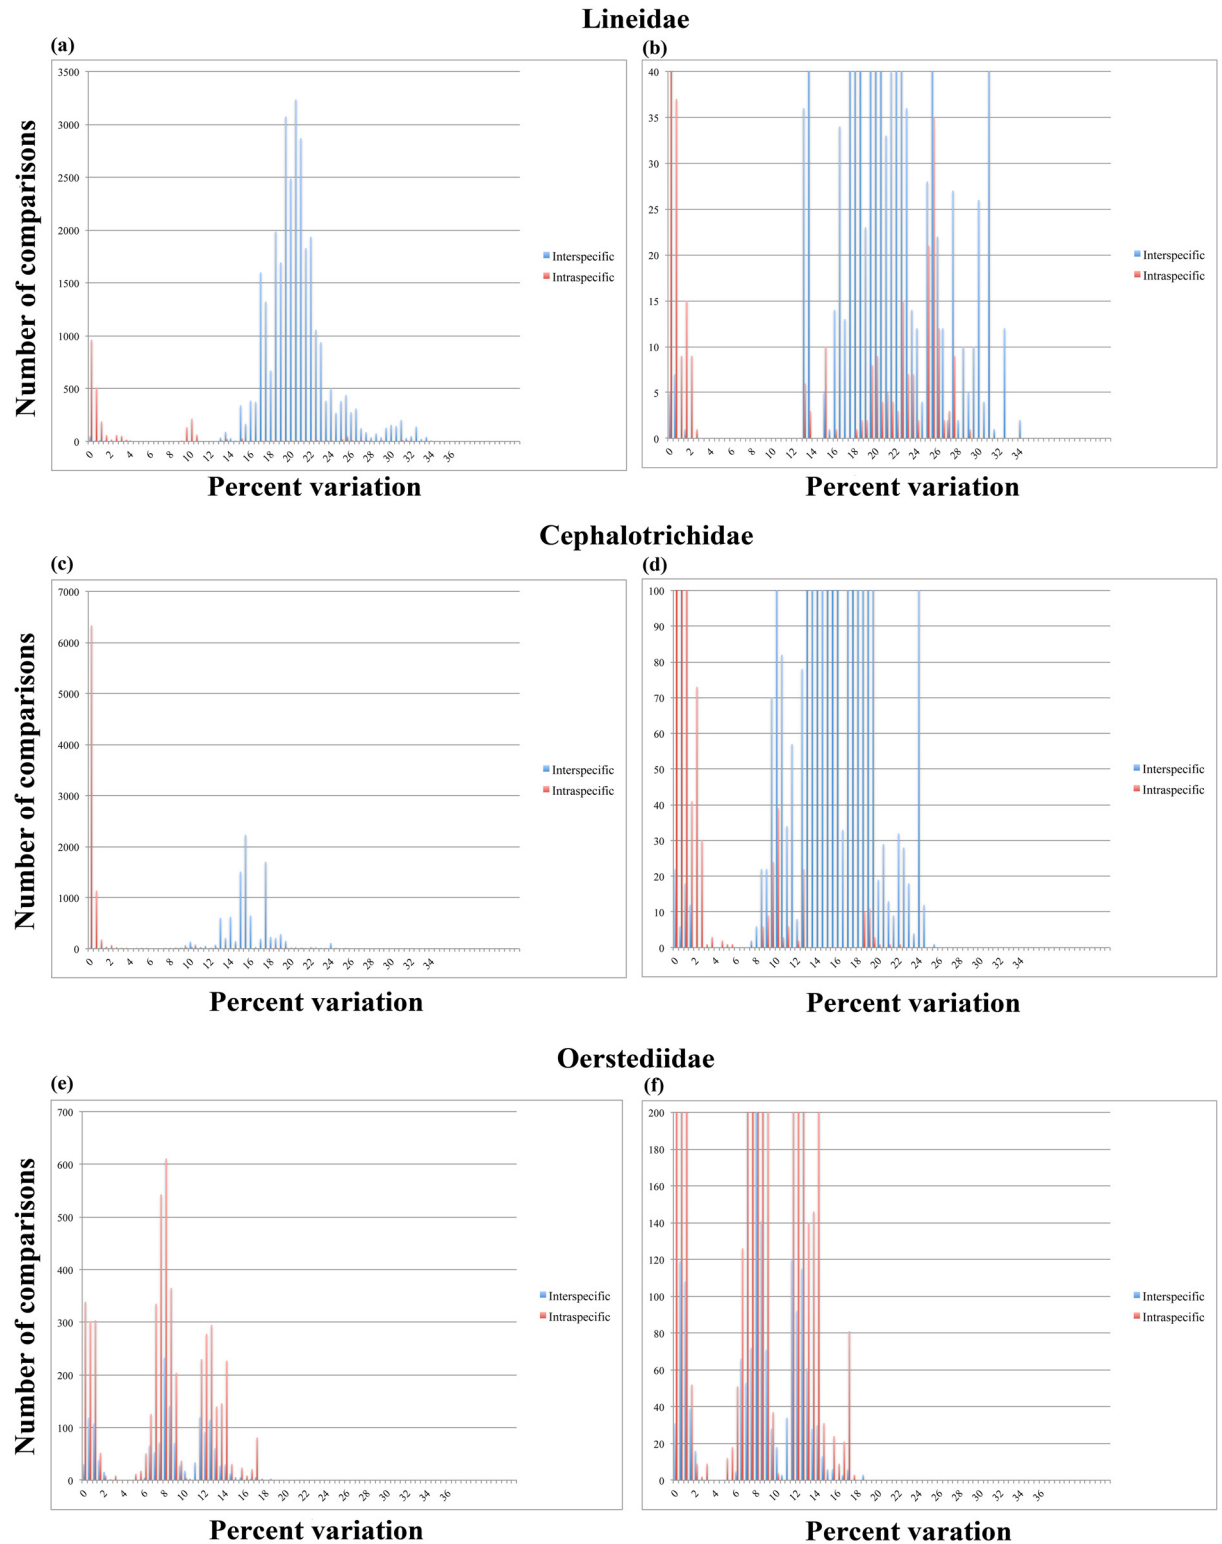 Lineidae
(a)
(b)
Number of comparisons
3500
3000
2500
2000
1500
1000
500
0
0 2 4 6 8 10 12 14 16 18 20 22 24 26 28 30 32 34 36
Interspecific
Intraspecific
Percent variation
40
35
30
25
20
15
10
5
0
0 2 4 6 8 10 12 14 16 18 20 22 24 26 28 30 32 34
Interspecific
Intraspecific
Percent variation
Cephalotrichidae
(c)
(d)
Number of comparisons
7000
6000
5000
4000
3000
2000
1000
0
0 2 4 6 8 10 12 14 16 18 20 22 24 26 28 30 32 34
Interspecific
Intraspecific
Percent variation
100
90
80
70
60
50
40
30
20
10
0
0 2 4 6 8 10 12 14 16 18 20 22 24 26 28 30 32 34
Interspecific
Intraspecific
Percent variation
Oerstediidae
(e)
(f)
Number of comparisons
700
600
500
400
300
200
100
0
0 2 4 6 8 10 12 14 16 18 20 22 24 26 28 30 32 34 36
Interspecific
Intraspecific
Percent variation
200
180
160
140
120
100
80
60
40
20
0
0 2 4 6 8 10 12 14 16 18 20 22 24 26 28 30 32 34 36
Interspecific
Intraspecific
Percent varation